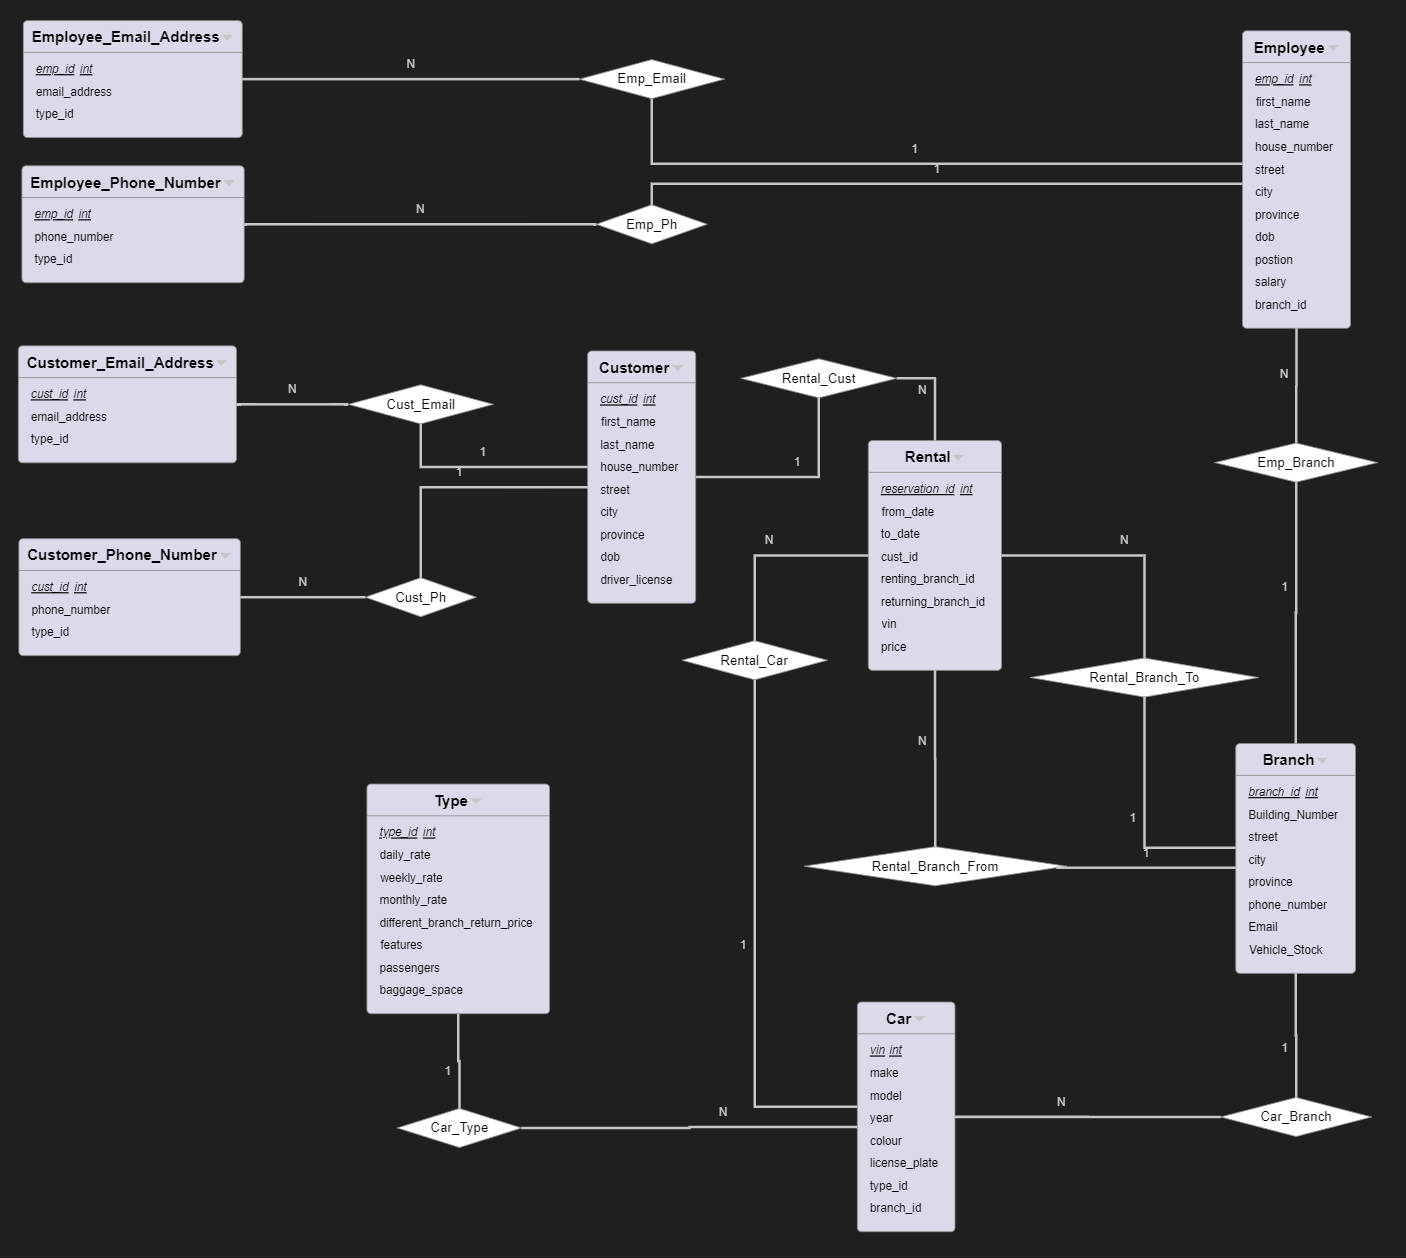 Employee_Email_Address
emp_id int
email_address
type_id
N
Emp_Email
1
Employee_Phone_Number
emp_id int
phone_number
type_id
N
Emp_Ph
1
Employee
emp_id int
first_name
last_name
house_number
street
city
province
dob
postion
salary
branch_id
Customer_Email_Address
cust_id int
email_address
type_id
N
Cust_Email
1
Customer_Phone_Number
cust_id int
phone_number
type_id
N
Cust_Ph
1
Customer
cust_id int
first_name
last_name
house_number
street
city
province
dob
driver_license
Rental_Cust
N
1
Rental
reservation_id int
from_date
to_date
cust_id
renting_branch_id
returning_branch_id
vin
price
N
Emp_Branch
1
N
Rental_Car
1
N
Rental_Branch_To
1
N
Rental_Branch_From
1
Branch
branch_id int
Building_Number
street
city
province
phone_number
Email
Vehicle_Stock
Type
type_id int
daily_rate
weekly_rate
monthly_rate
different_branch_return_price
features
passengers
baggage_space
1
Car_Type
N
Car
vin int
make
model
year
colour
license_plate
type_id
branch_id
N
Car_Branch
1